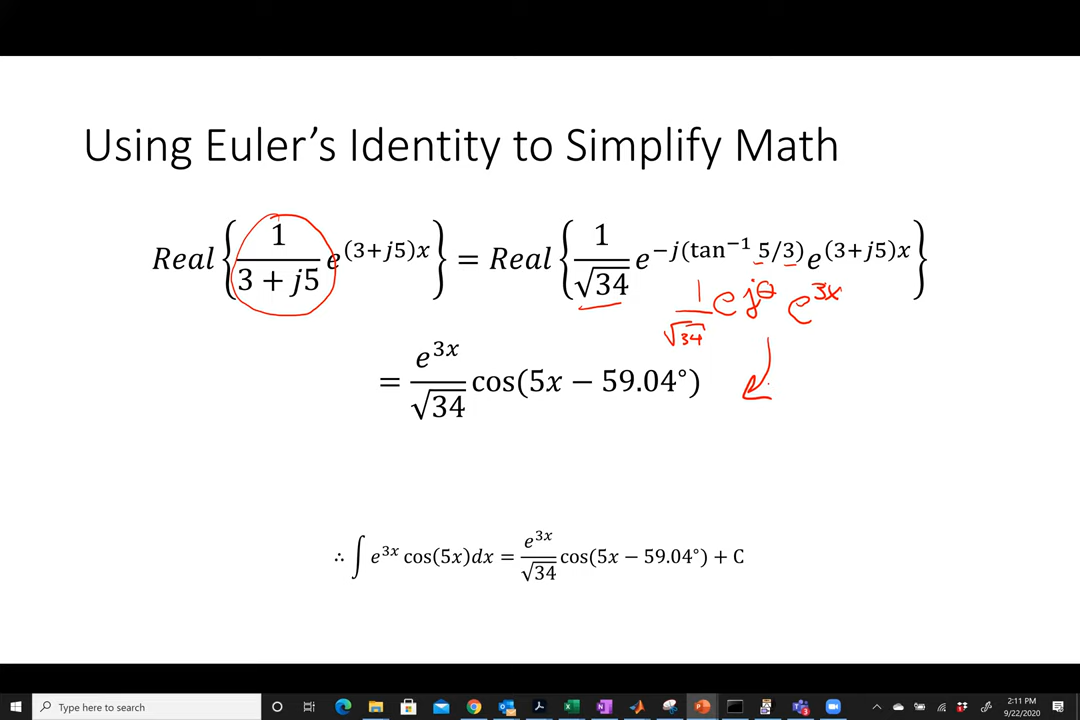 Using Euler's Identity to Simplify Math
Real{1/(3 + j5) e^(3+j5)x} = Real{1/√34 e^−j(tan⁻¹ 5/3) e^(3+j5)x}
1/√34 e^jθ e^3x
= e^3x/√34 cos(5x − 59.04°)
∴ ∫ e^3x cos(5x)dx = e^3x/√34 cos(5x − 59.04°) + C
Type here to search
2:11 PM
9/22/2020